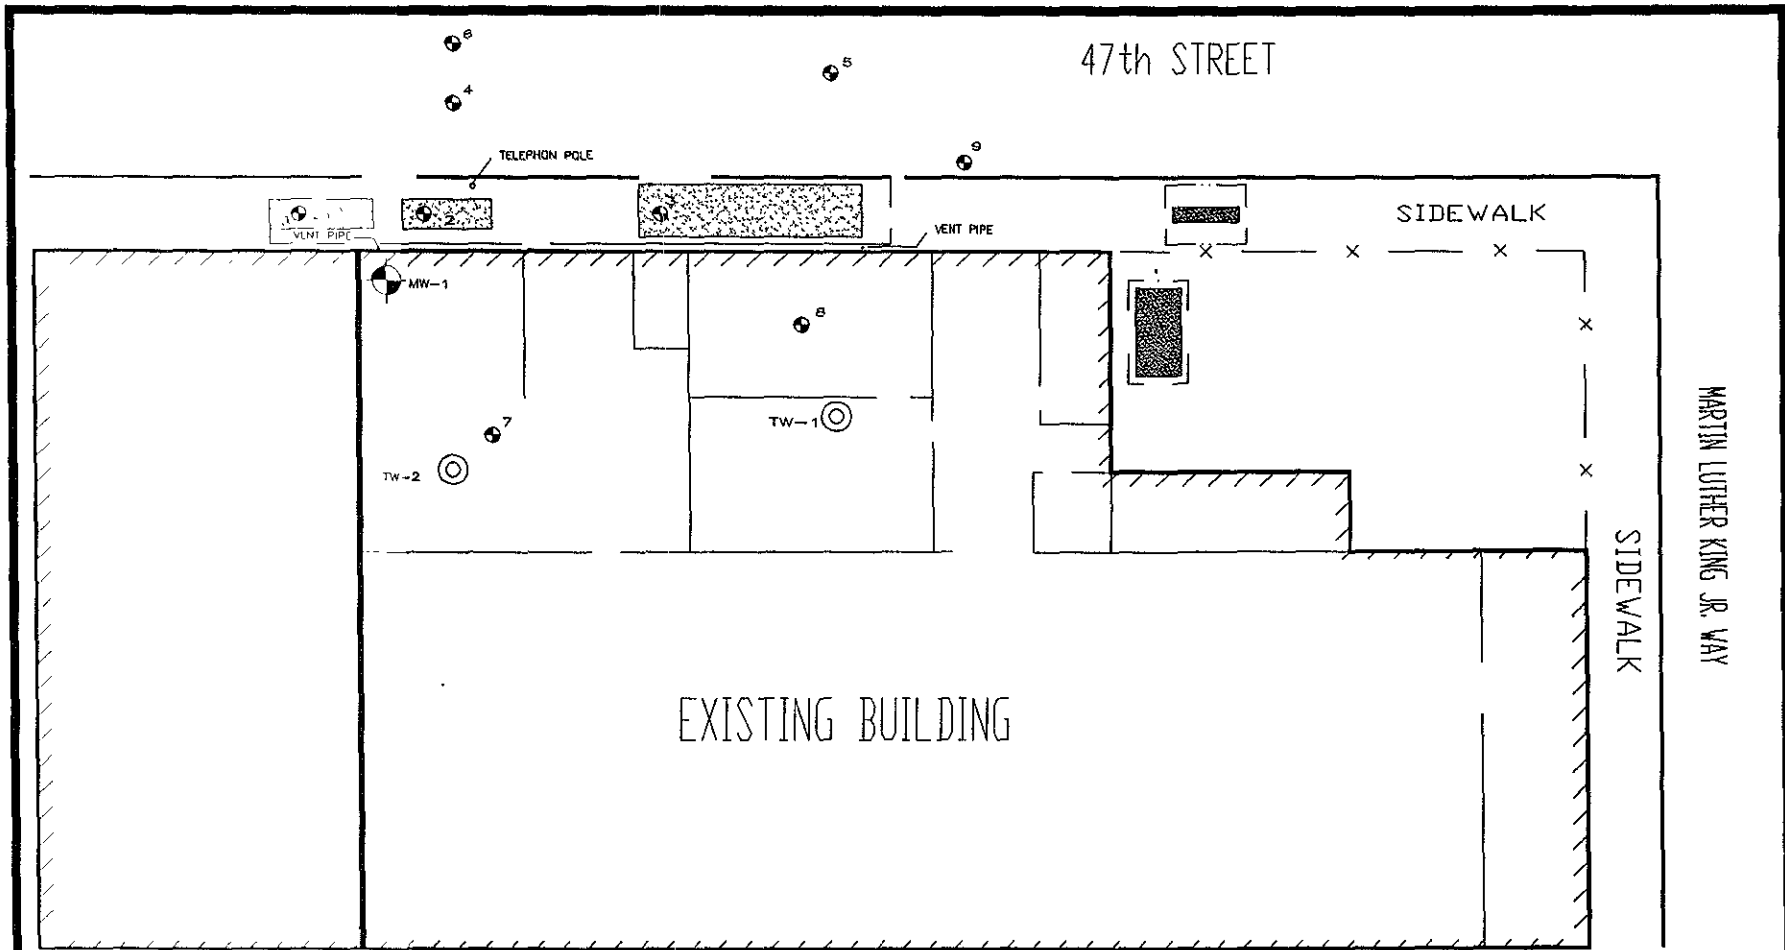 6
5
47th STREET
4
9
TELEPHON POLE
2
SIDEWALK
VENT PIPE
VENT PIPE
MW-1
8
TW-1
7
TW-2
MARTIN LUTHER KING JR. WAY
SIDEWALK
EXISTING BUILDING